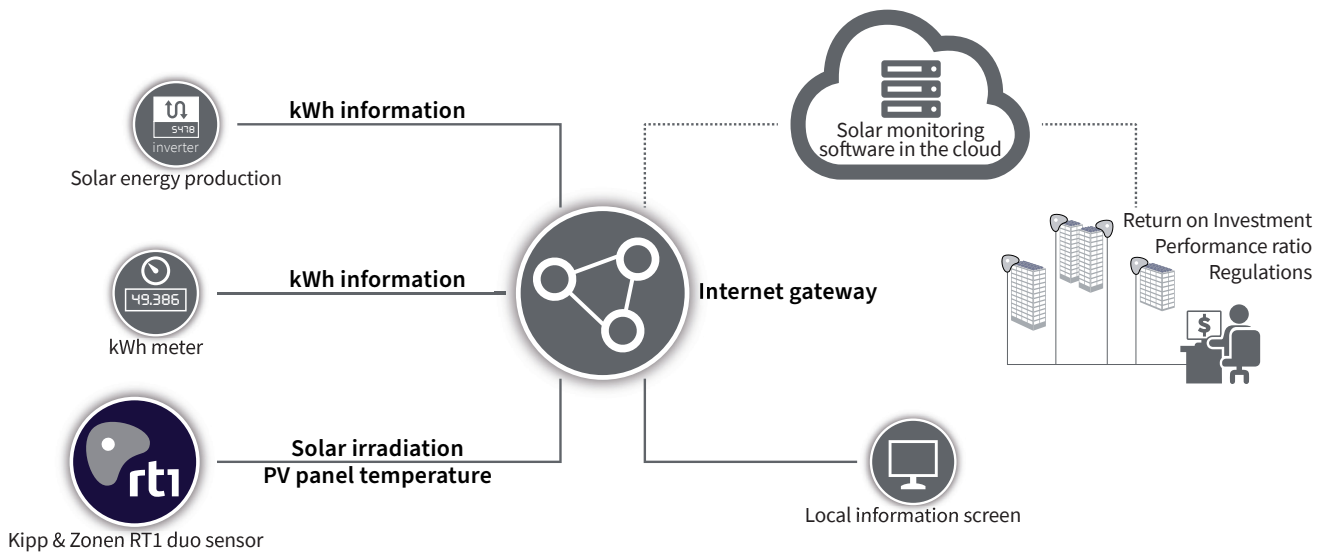 kWh information
5478
inverter
Solar energy production
kWh information
49.386
kWh meter
Solar irradiation
PV panel temperature
rt1
Kipp & Zonen RT1 duo sensor
Internet gateway
Solar monitoring
software in the cloud
Return on Investment
Performance ratio
Regulations
$
Local information screen